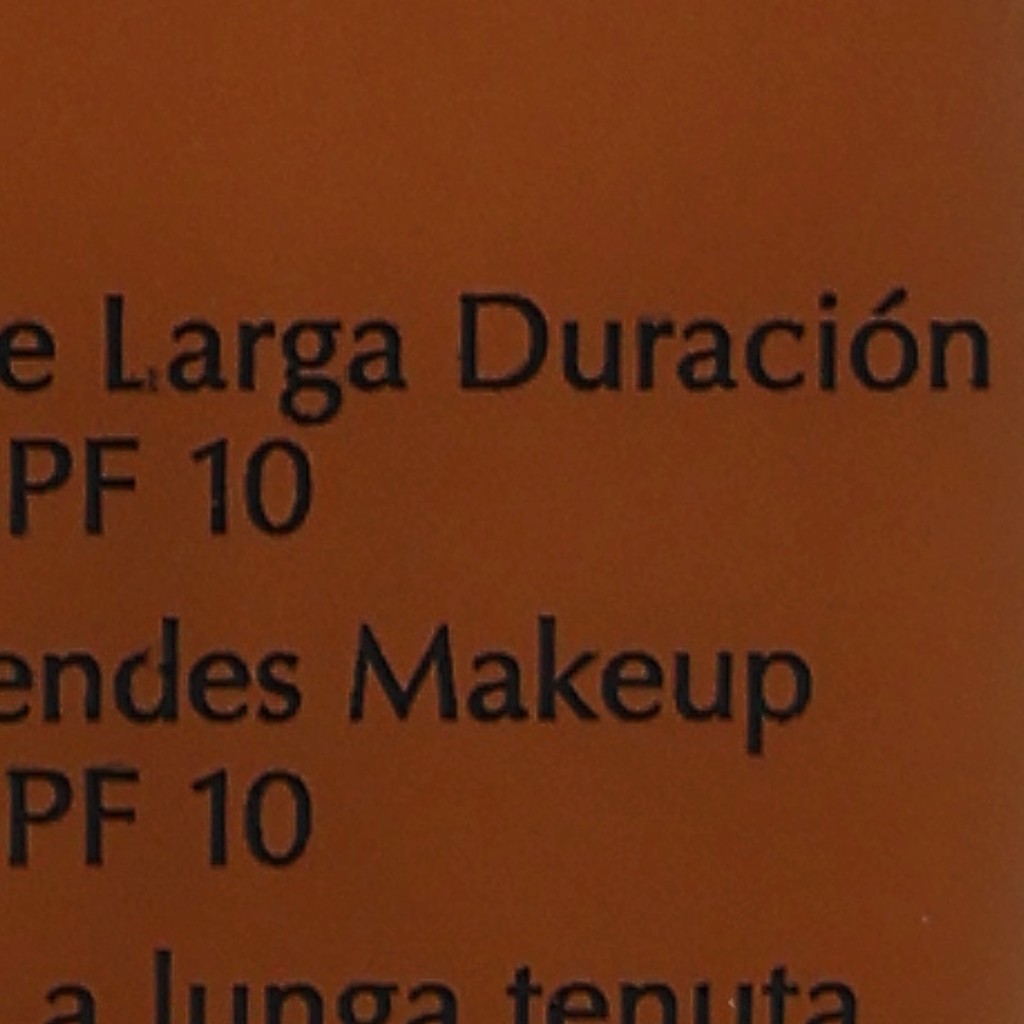 e Larga Duración
PF 10
endes Makeup
PF 10
a lunga tenuta